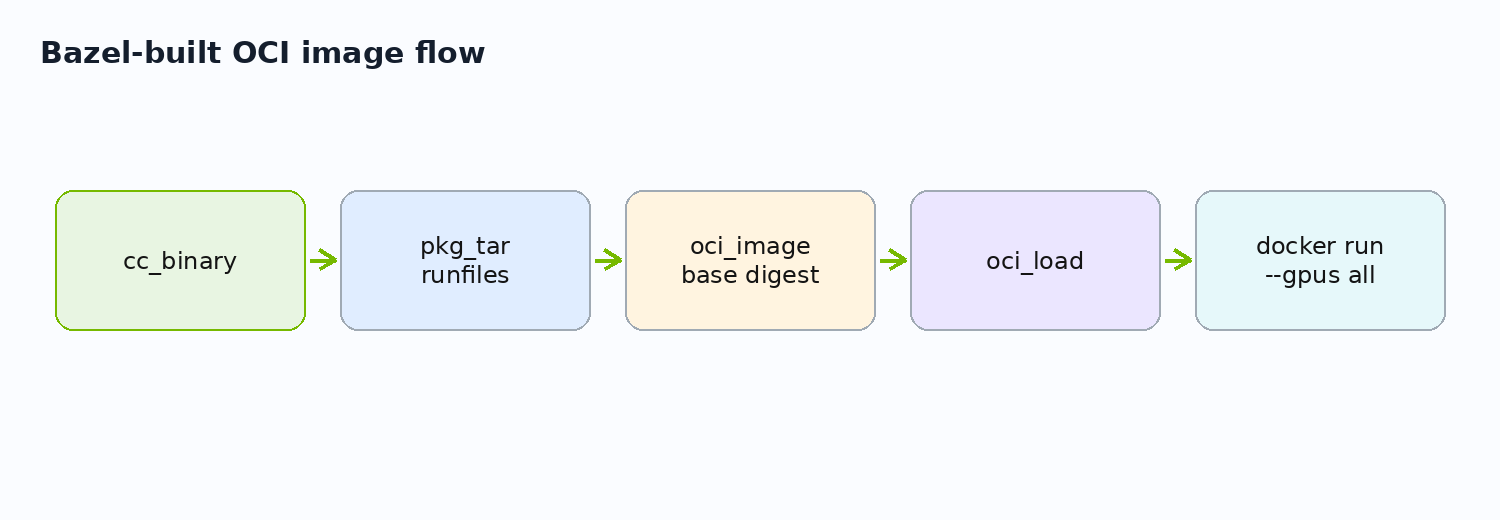 Bazel-built OCI image flow
cc_binary
pkg_tar
runfiles
oci_image
base digest
oci_load
docker run
--gpus all